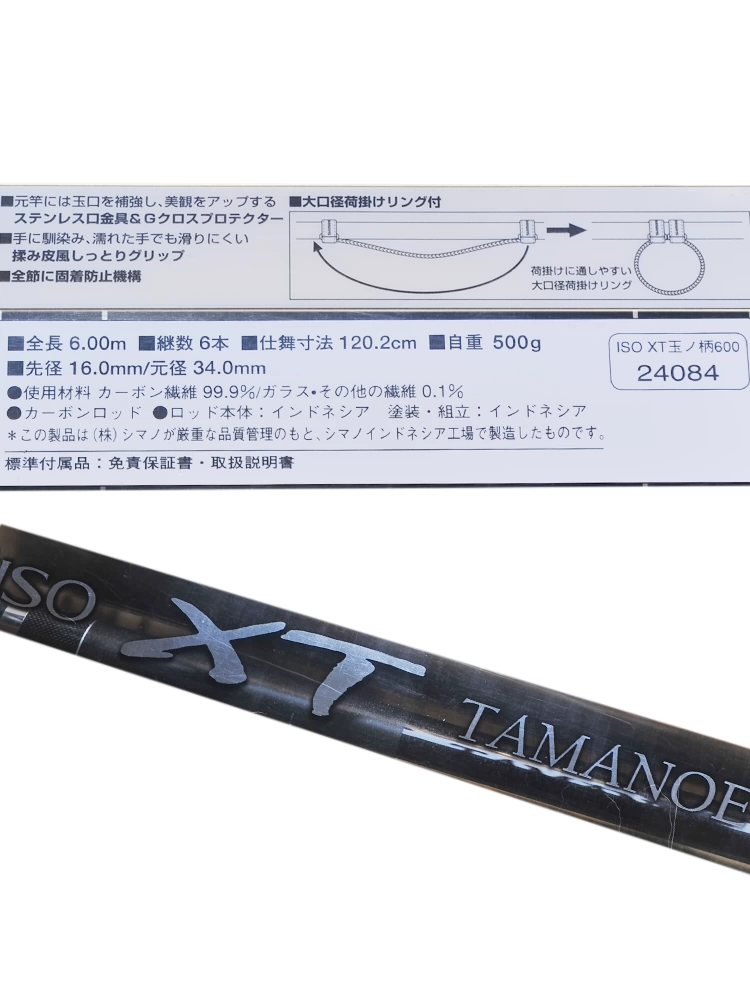 ■元竿には玉口を補強し、美観をアップする
ステンレス口金具&Gクロスプロテクター
■手に馴染み、濡れた手でも滑りにくい
揉み皮風しっとりグリップ
■全節に固着防止機構
■大口径荷掛けリング付
荷掛けに通しやすい
大口径荷掛けリング
■全長 6.00m ■継数 6本 ■仕舞寸法 120.2cm ■自重 500g
■先径 16.0mm/元径 34.0mm
●使用材料 カーボン繊維 99.9%/ガラス・その他の繊維 0.1%
●カーボンロッド ●ロッド本体：インドネシア 塗装・組立：インドネシア
＊この製品は(株)シマノが厳重な品質管理のもと、シマノインドネシア工場で製造したものです。
標準付属品：免責保証書・取扱説明書
ISO XT玉ノ柄600
24084
ISO XT TAMANOE